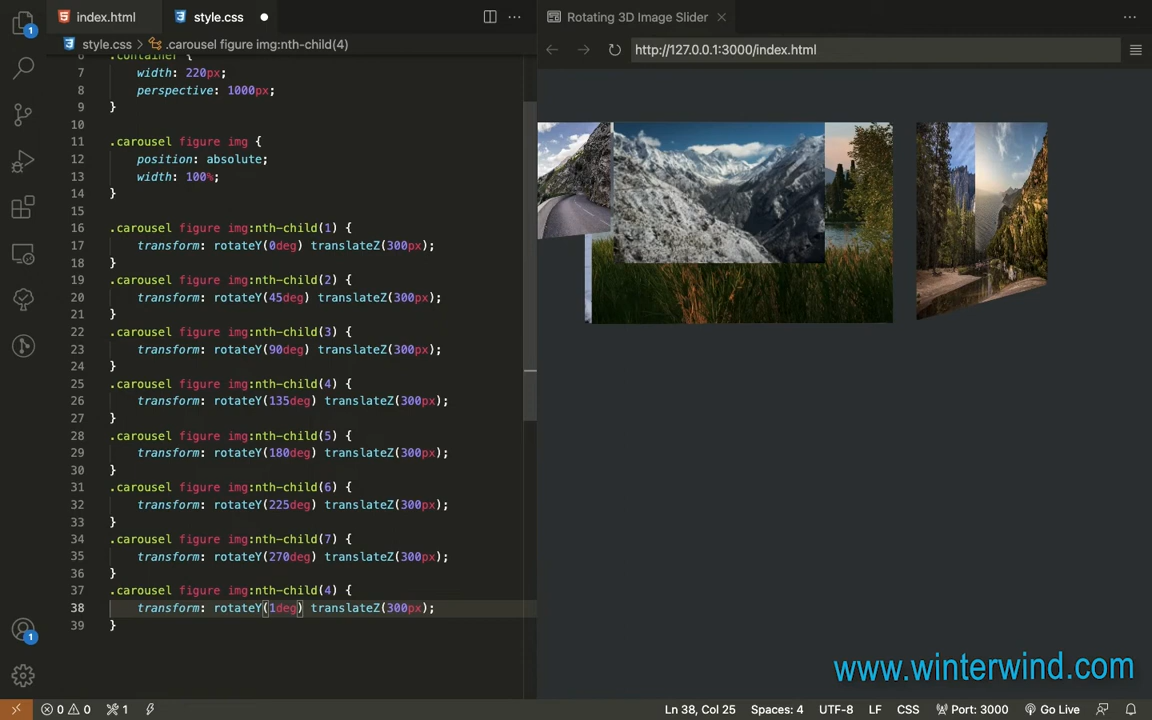 index.html
style.css
Rotating 3D Image Slider
style.css > .carousel figure img:nth-child(4)
http://127.0.0.1:3000/index.html
6 .container {
7 width: 220px;
8 perspective: 1000px;
9 }
10
11 .carousel figure img {
12 position: absolute;
13 width: 100%;
14 }
15
16 .carousel figure img:nth-child(1) {
17 transform: rotateY(0deg) translateZ(300px);
18 }
19 .carousel figure img:nth-child(2) {
20 transform: rotateY(45deg) translateZ(300px);
21 }
22 .carousel figure img:nth-child(3) {
23 transform: rotateY(90deg) translateZ(300px);
24 }
25 .carousel figure img:nth-child(4) {
26 transform: rotateY(135deg) translateZ(300px);
27 }
28 .carousel figure img:nth-child(5) {
29 transform: rotateY(180deg) translateZ(300px);
30 }
31 .carousel figure img:nth-child(6) {
32 transform: rotateY(225deg) translateZ(300px);
33 }
34 .carousel figure img:nth-child(7) {
35 transform: rotateY(270deg) translateZ(300px);
36 }
37 .carousel figure img:nth-child(4) {
38 transform: rotateY(1deg) translateZ(300px);
39 }
1
1
www.winterwind.com
0 0 1 Ln 38, Col 25 Spaces: 4 UTF-8 LF CSS Port: 3000 Go Live